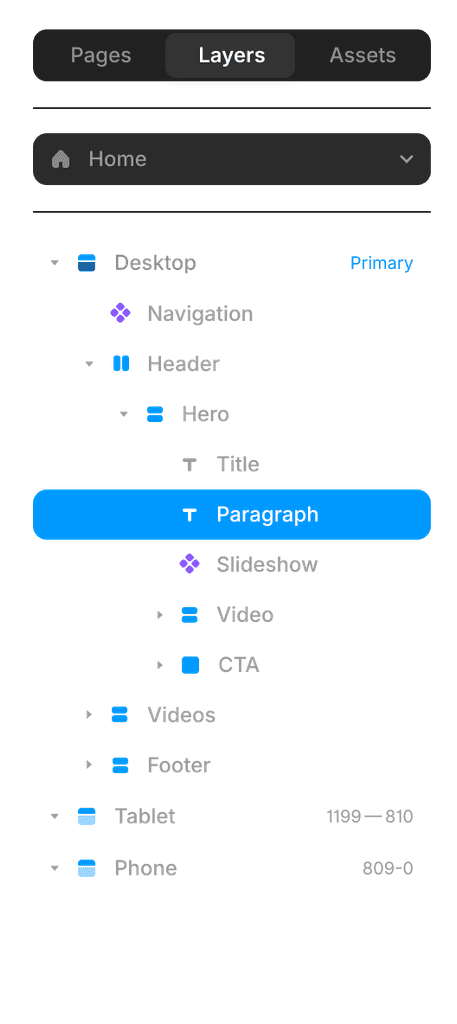 Pages Layers Assets
Home
Desktop Primary
Navigation
Header
Hero
Title
Paragraph
Slideshow
Video
CTA
Videos
Footer
Tablet 1199—810
Phone 809-0